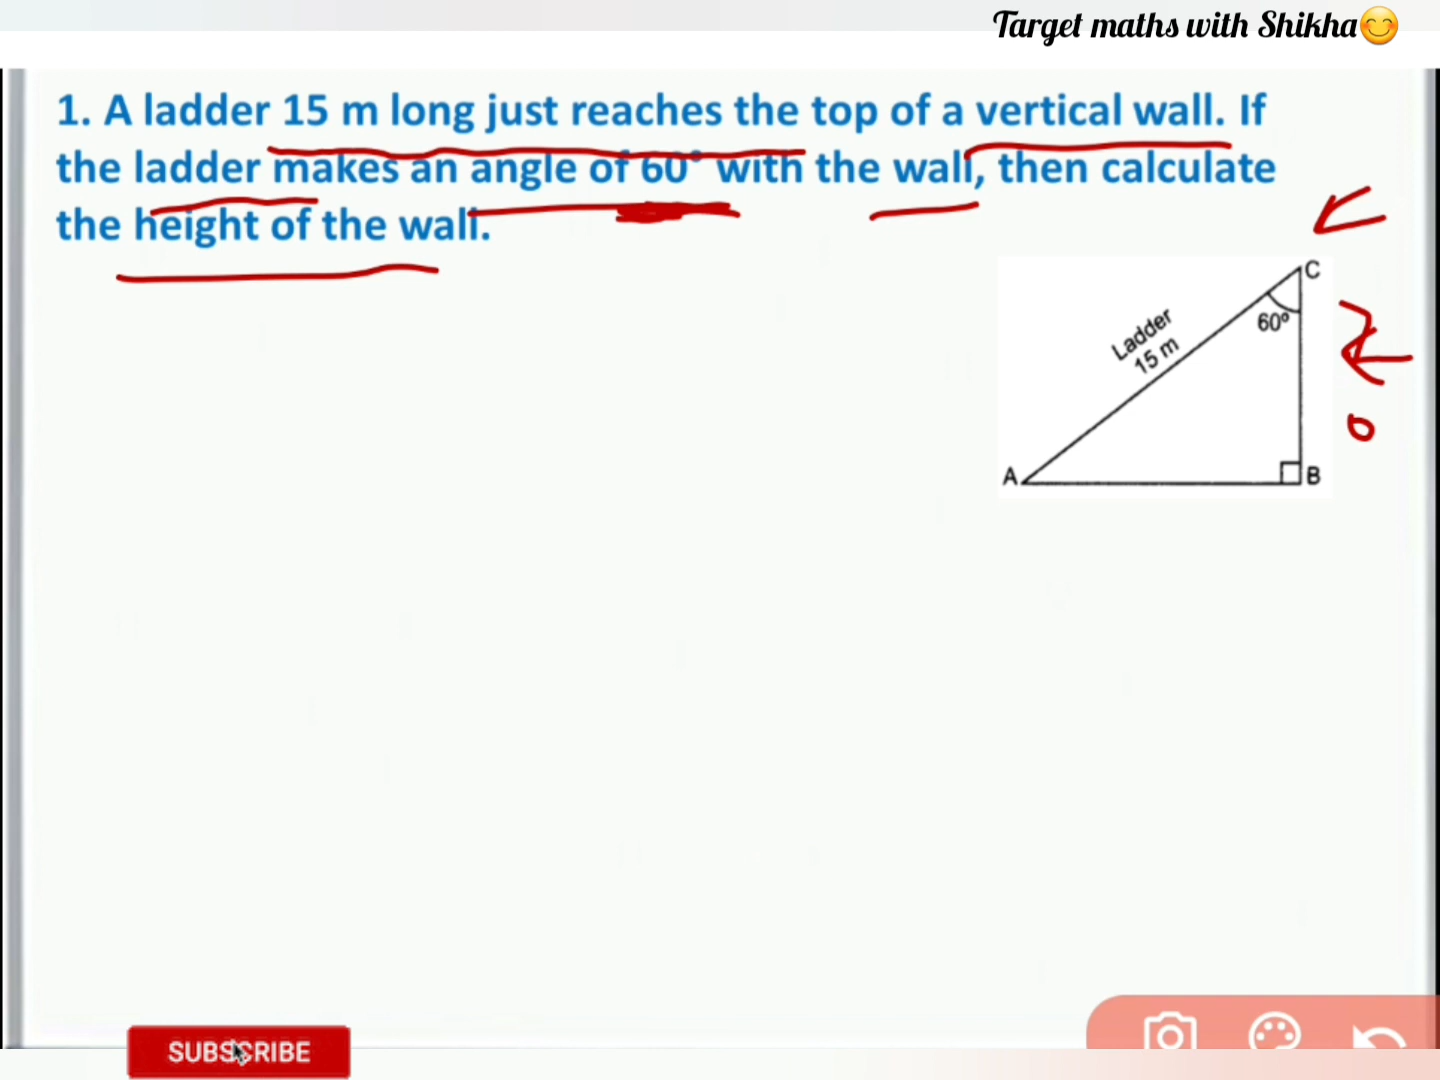 Target maths with Shikha😊
1. A ladder 15 m long just reaches the top of a vertical wall. If
the ladder makes an angle of 60° with the wall, then calculate
the height of the wall.
C
60º
Ladder
15 m
A
B
SUBSCRIBE